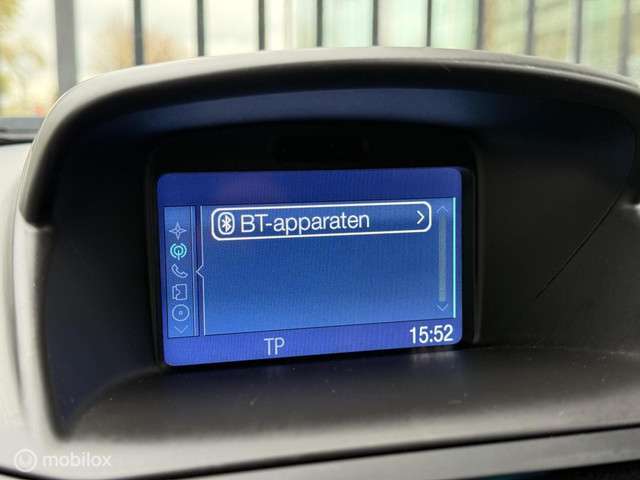 BT-apparaten
TP
15:52
mobilox